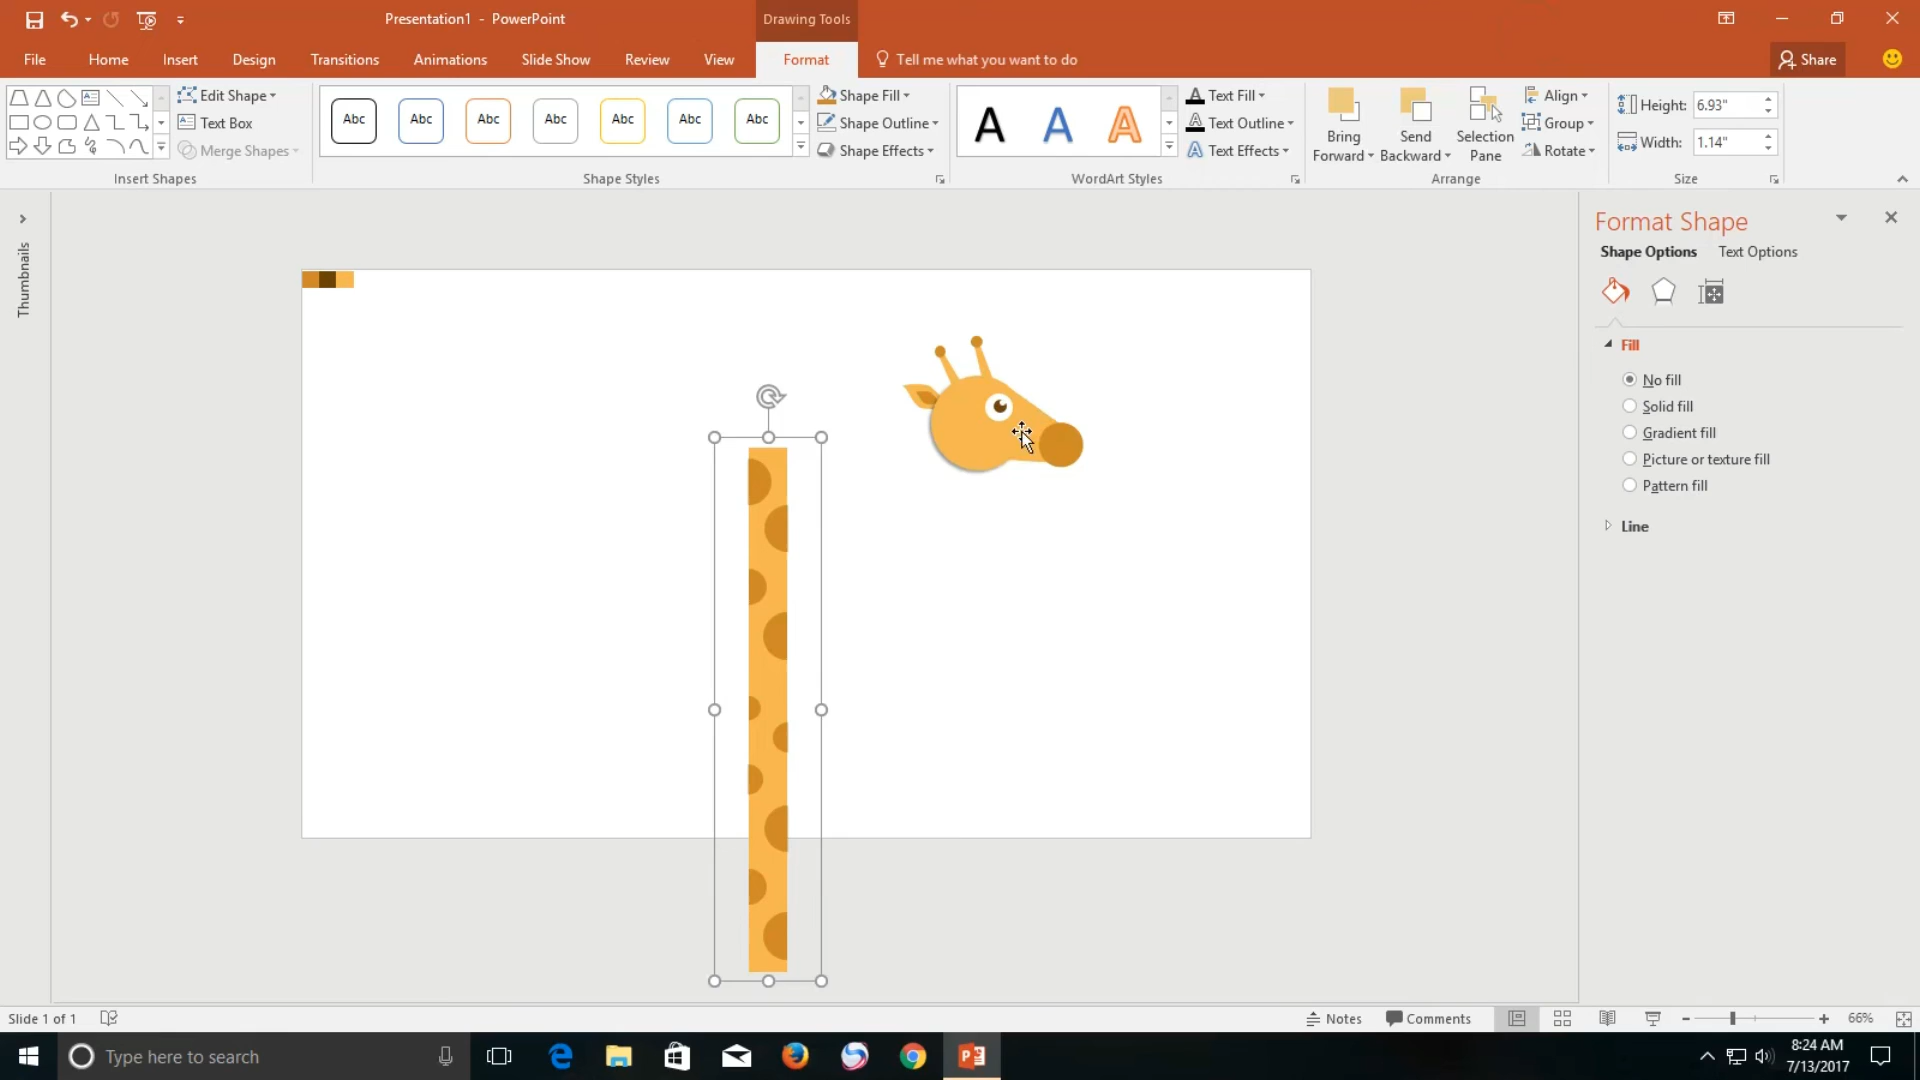 Presentation1 - PowerPoint
Drawing Tools
File
Home
Insert
Design
Transitions
Animations
Slide Show
Review
View
Format
Tell me what you want to do
Share
Edit Shape
Text Box
Merge Shapes
Insert Shapes
Abc
Abc
Abc
Abc
Abc
Abc
Abc
Shape Fill
Shape Outline
Shape Effects
Shape Styles
A
A
A
Text Fill
Text Outline
Text Effects
WordArt Styles
Bring
Forward
Send
Backward
Selection
Pane
Align
Group
Rotate
Arrange
Height:
6.93"
Width:
1.14"
Size
Thumbnails
Format Shape
Shape Options
Text Options
Fill
No fill
Solid fill
Gradient fill
Picture or texture fill
Pattern fill
Line
Slide 1 of 1
Notes
Comments
66%
Type here to search
8:24 AM
7/13/2017